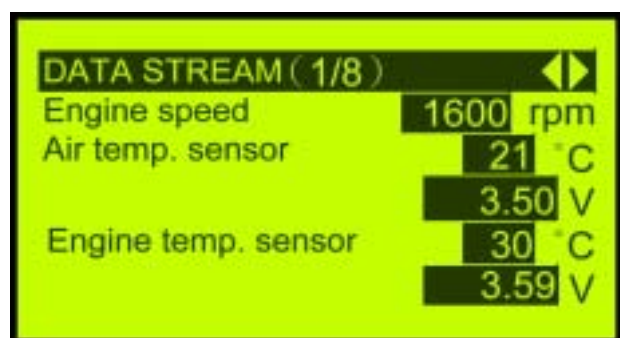 DATA STREAM（1/8）
Engine speed 1600 rpm
Air temp. sensor 21 °C
3.50 V
Engine temp. sensor 30 °C
3.59 V